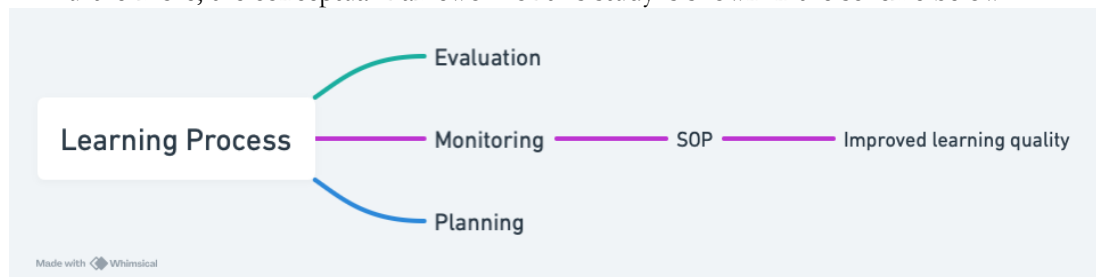 Evaluation
Learning Process
Monitoring
SOP
Improved learning quality
Planning
Made with Whimsical